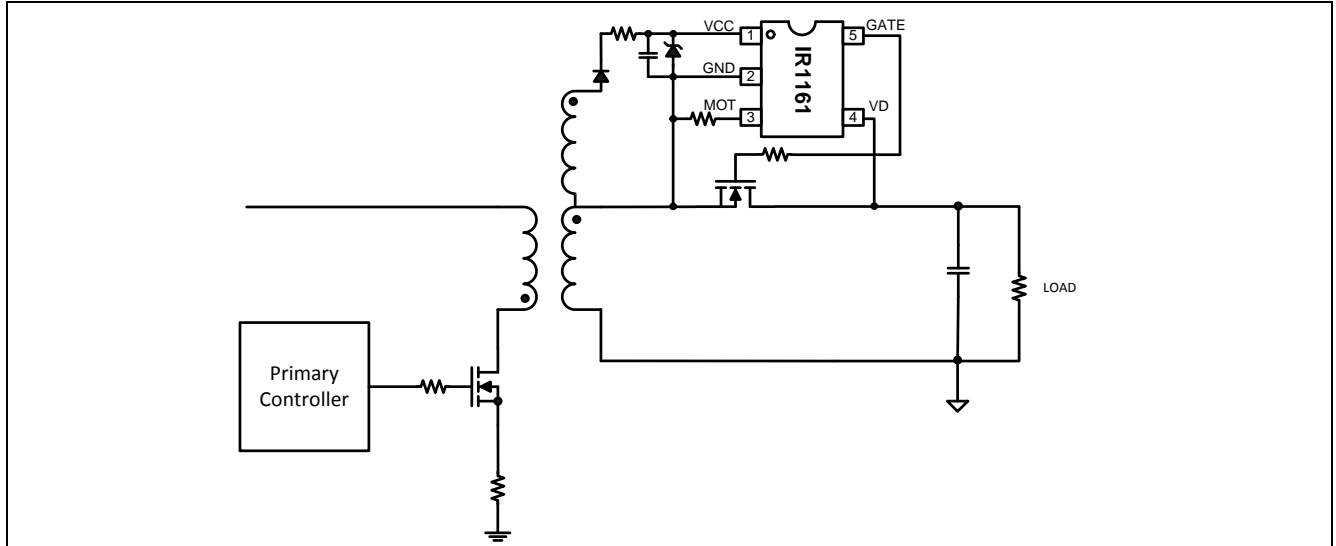 VCC
1
5
GATE
IR1161
GND
2
MOT
3
VD
4
LOAD
Primary
Controller